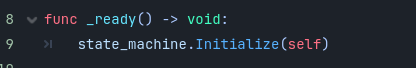 8 func _ready() -> void:
9 state_machine.Initialize(self)